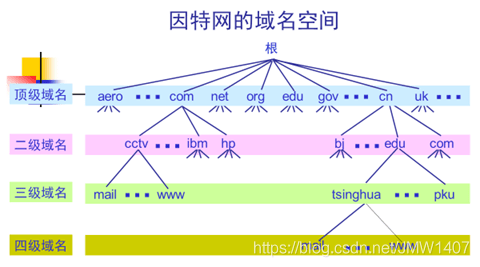 因特网的域名空间
根
顶级域名 aero ... com net org edu gov ... cn uk ...
二级域名 cctv ... ibm hp bj ... edu com
三级域名 mail ... www tsinghua ... pku
四级域名 mail ... www
https://blog.csdn.net/JMW1407